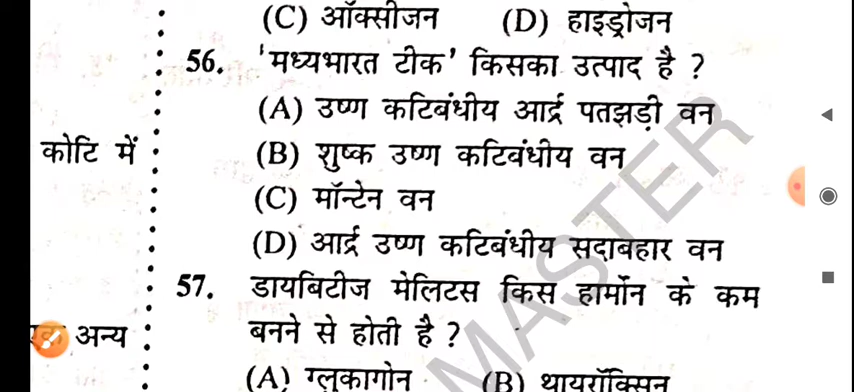 (C) ऑक्सीजन (D) हाइड्रोजन
56. 'मध्यभारत टीक' किसका उत्पाद है ?
(A) उष्ण कटिबंधीय आर्द्र पतझड़ी वन
(B) शुष्क उष्ण कटिबंधीय वन
(C) मॉन्टेन वन
(D) आर्द्र उष्ण कटिबंधीय सदाबहार वन
57. डायबिटीज मेलिटस किस हार्मोन के कम
बनने से होती है ?
(A) ग्लूकागोन (B) थायरॉक्सिन
कोटि में
अन्य
MASTER